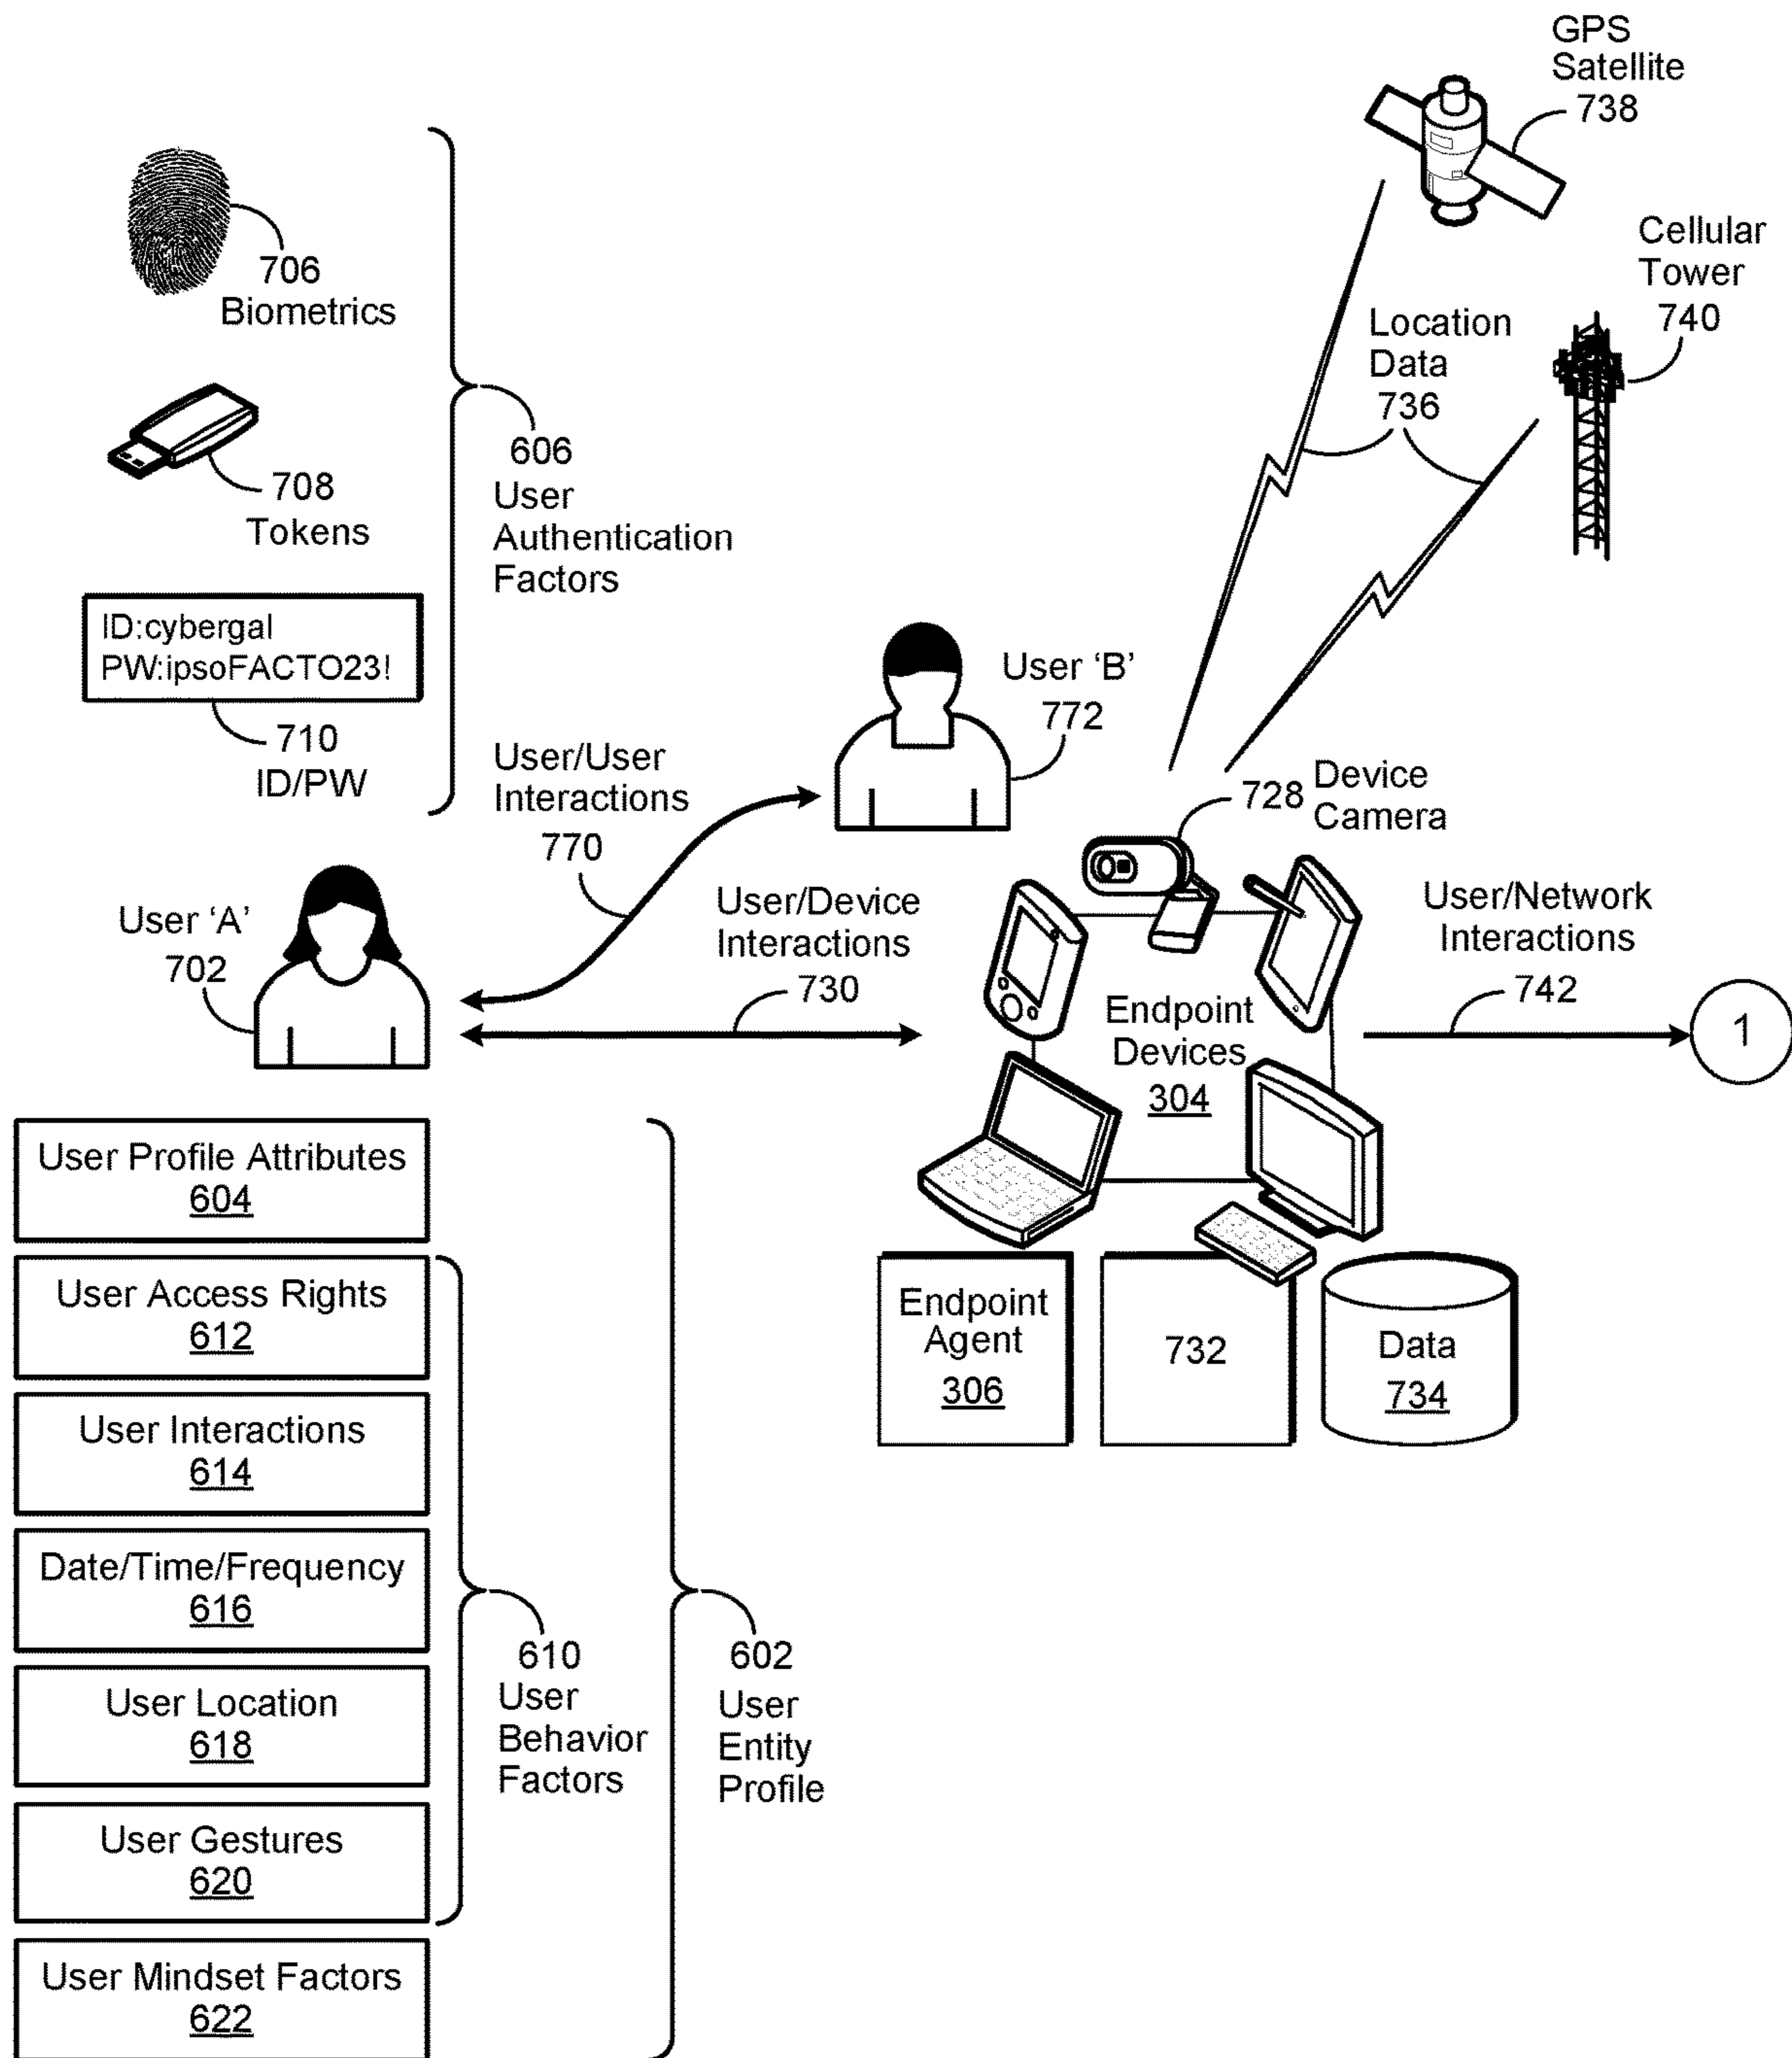 GPS
Satellite
738
Cellular
Tower
740
Location
Data
736
706
Biometrics
708
Tokens
ID:cybergal
PW:ipsoFACTO23!
710
ID/PW
606
User
Authentication
Factors
User ‘B’
772
User/User
Interactions
770
728
Device
Camera
User ‘A’
702
User/Device
Interactions
730
Endpoint
Devices
304
User/Network
Interactions
742
1
User Profile Attributes
604
User Access Rights
612
User Interactions
614
Date/Time/Frequency
616
User Location
618
User Gestures
620
User Mindset Factors
622
610
User
Behavior
Factors
602
User
Entity
Profile
Endpoint
Agent
306
732
Data
734